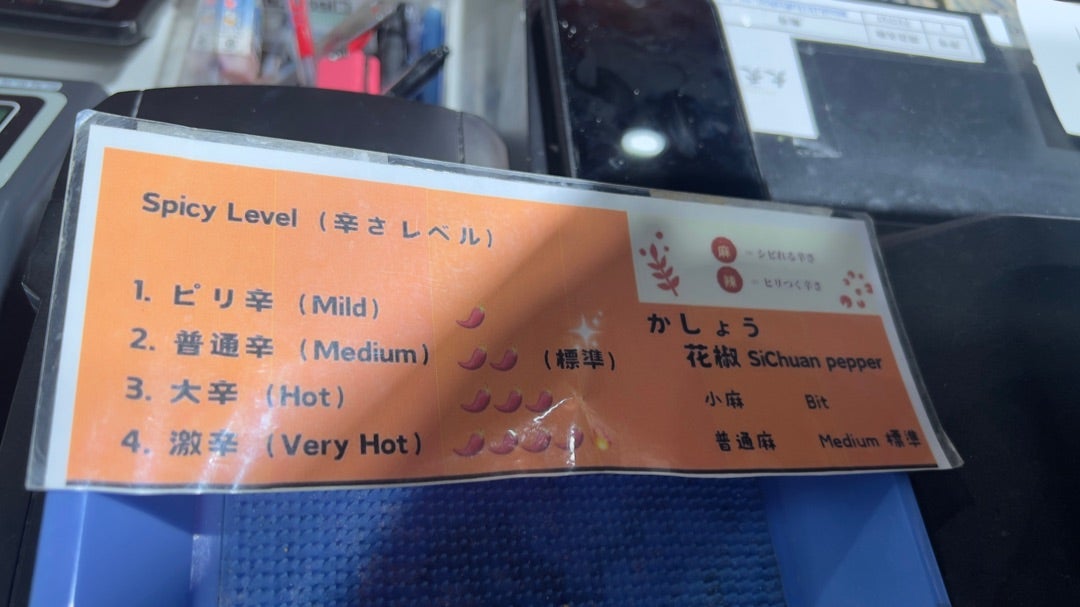 Spicy Level (辛さレベル)
1. ピリ辛 (Mild)
2. 普通辛 (Medium) (標準)
3. 大辛 (Hot)
4. 激辛 (Very Hot)
麻 = シビれる辛さ
辣 = ヒリつく辛さ
かしょう
花椒 SiChuan pepper
小麻 Bit
普通麻 Medium 標準